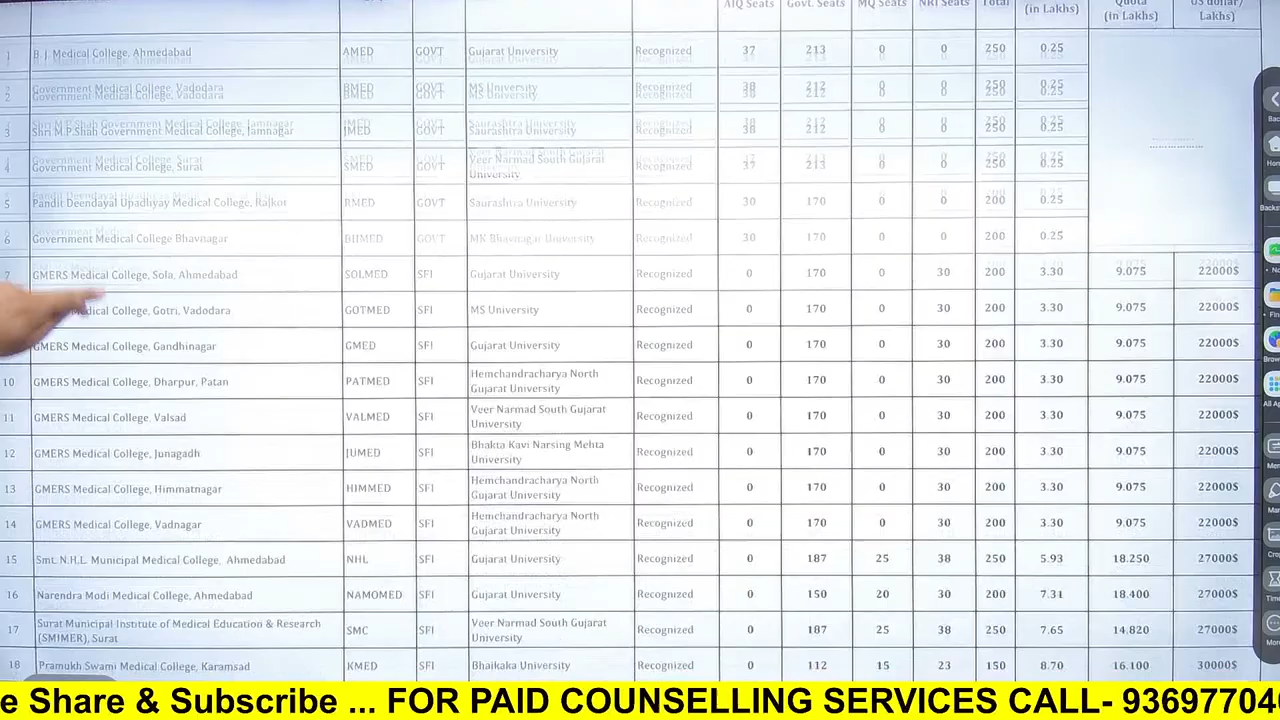 AIQ Seats Govt. Seats MQ Seats NRI Seats Total (in Lakhs) Quota (in Lakhs) US dollar/ Lakhs)
1 B J. Medical College, Ahmedabad AMED GOVT Gujarat University Recognized 37 213 0 0 250 0.25
2 Government Medical College, Vadodara BMED GOVT MS University Recognized 38 212 0 0 250 0.25
3 Shri M.P.Shah Government Medical College, Jamnagar JMED GOVT Saurashtra University Recognized 38 212 0 0 250 0.25
4 Government Medical College, Surat SMED GOVT Veer Narmad South Gujarat University Recognized 37 213 0 0 250 0.25
5 Pandit Deendayal Upadhyay Medical College, Rajkot RMED GOVT Saurashtra University Recognized 30 170 0 0 200 0.25
6 Government Medical College Bhavnagar BHMED GOVT MK Bhavnagar University Recognized 30 170 0 0 200 0.25
7 GMERS Medical College, Sola, Ahmedabad SOLMED SFI Gujarat University Recognized 0 170 0 30 200 3.30 9.075 22000$
Medical College, Gotri, Vadodara GOTMED SFI MS University Recognized 0 170 0 30 200 3.30 9.075 22000$
GMERS Medical College, Gandhinagar GMED SFI Gujarat University Recognized 0 170 0 30 200 3.30 9.075 22000$
10 GMERS Medical College, Dharpur, Patan PATMED SFI Hemchandracharya North Gujarat University Recognized 0 170 0 30 200 3.30 9.075 22000$
11 GMERS Medical College, Valsad VALMED SFI Veer Narmad South Gujarat University Recognized 0 170 0 30 200 3.30 9.075 22000$
12 GMERS Medical College, Junagadh JUMED SFI Bhakta Kavi Narsing Mehta University Recognized 0 170 0 30 200 3.30 9.075 22000$
13 GMERS Medical College, Himmatnagar HIMMED SFI Hemchandracharya North Gujarat University Recognized 0 170 0 30 200 3.30 9.075 22000$
14 GMERS Medical College, Vadnagar VADMED SFI Hemchandracharya North Gujarat University Recognized 0 170 0 30 200 3.30 9.075 22000$
15 Smt. N.H.L. Municipal Medical College, Ahmedabad NHL SFI Gujarat University Recognized 0 187 25 38 250 5.93 18.250 27000$
16 Narendra Modi Medical College, Ahmedabad NAMOMED SFI Gujarat University Recognized 0 150 20 30 200 7.31 18.400 27000$
17 Surat Municipal Institute of Medical Education & Research (SMIMER), Surat SMC SFI Veer Narmad South Gujarat University Recognized 0 187 25 38 250 7.65 14.820 27000$
18 Pramukh Swami Medical College, Karamsad KMED SFI Bhaikaka University Recognized 0 112 15 23 150 8.70 16.100 30000$
e Share & Subscribe ... FOR PAID COUNSELLING SERVICES CALL- 93697704